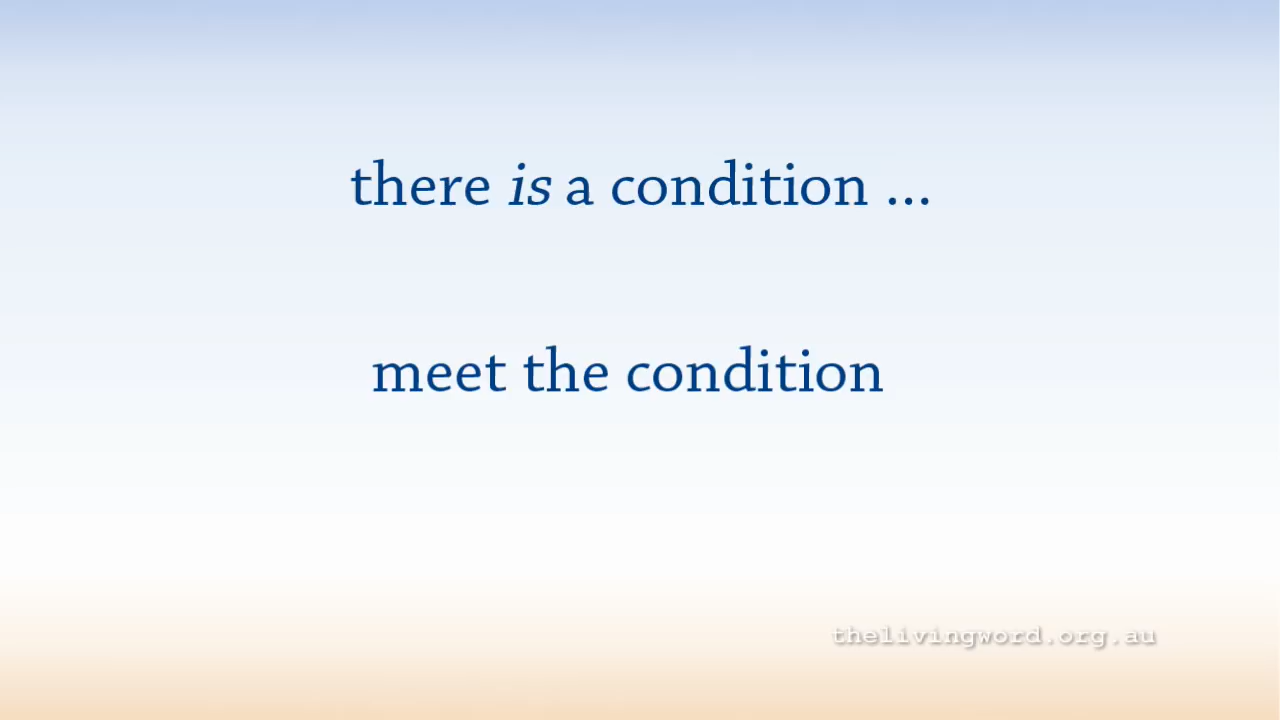 there is a condition ...
meet the condition
thelivingword.org.au